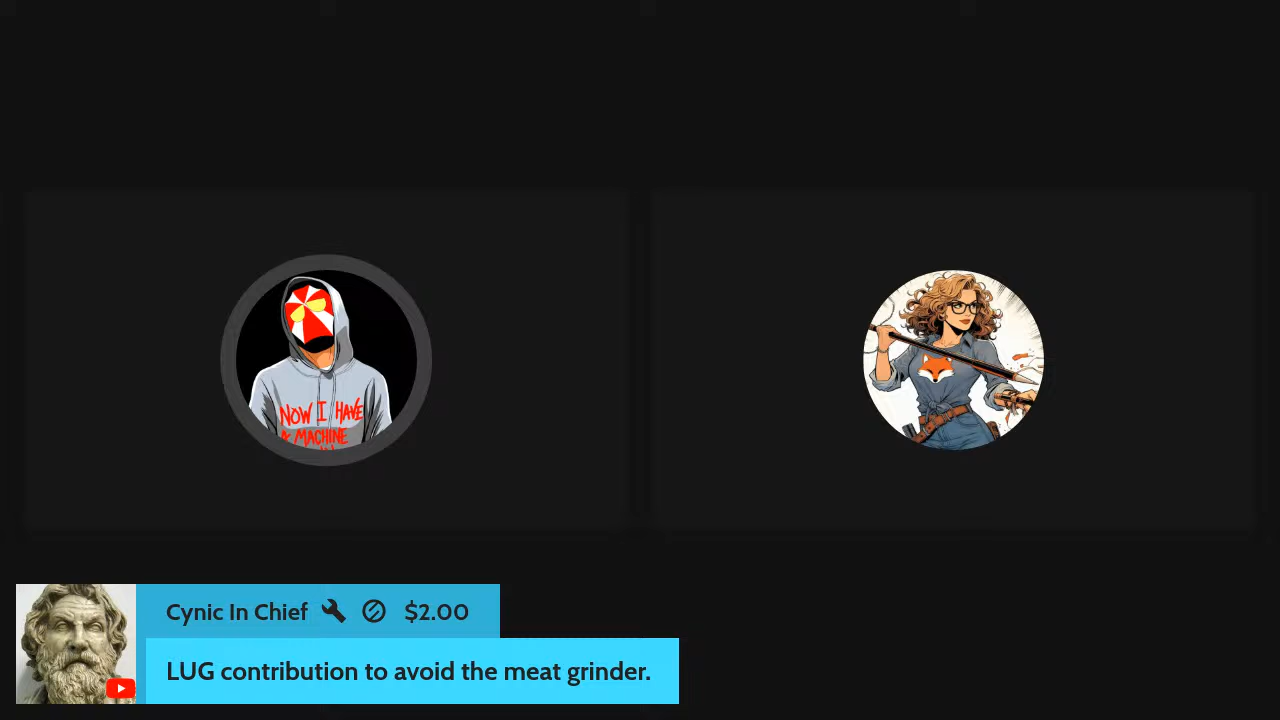 NOW I HAVE
A MACHINE
Cynic In Chief $2.00
LUG contribution to avoid the meat grinder.